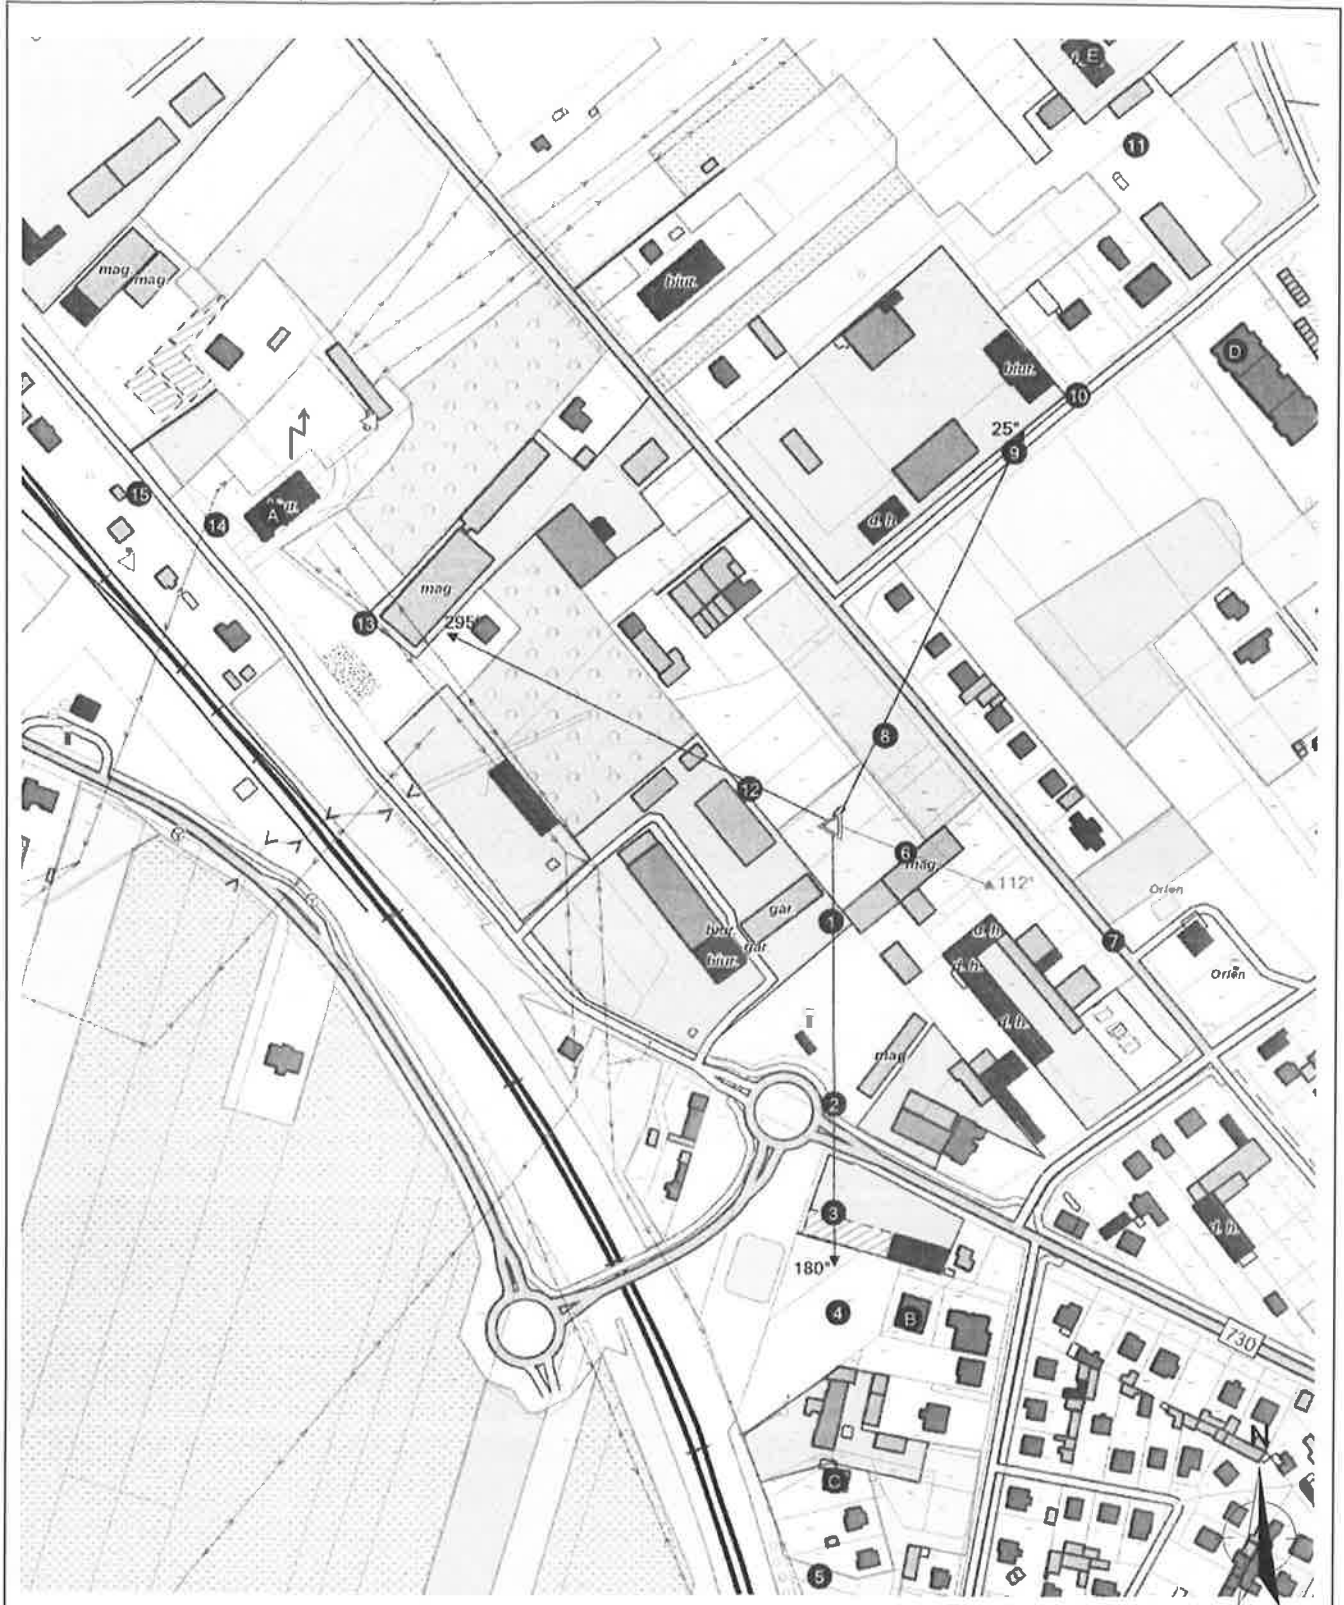 E
11
mag.
mag.
biur.
D
biur.
10
25°
9
15
14
A
d. h.
mag
13
295°
8
12
6
mag.
112°
Orlen
gar.
1
d. h
7
biur.
gar
d. h.
biur.
Orlen
d. h.
mag
2
3
d. h.
180°
4
B
730
N
C
5